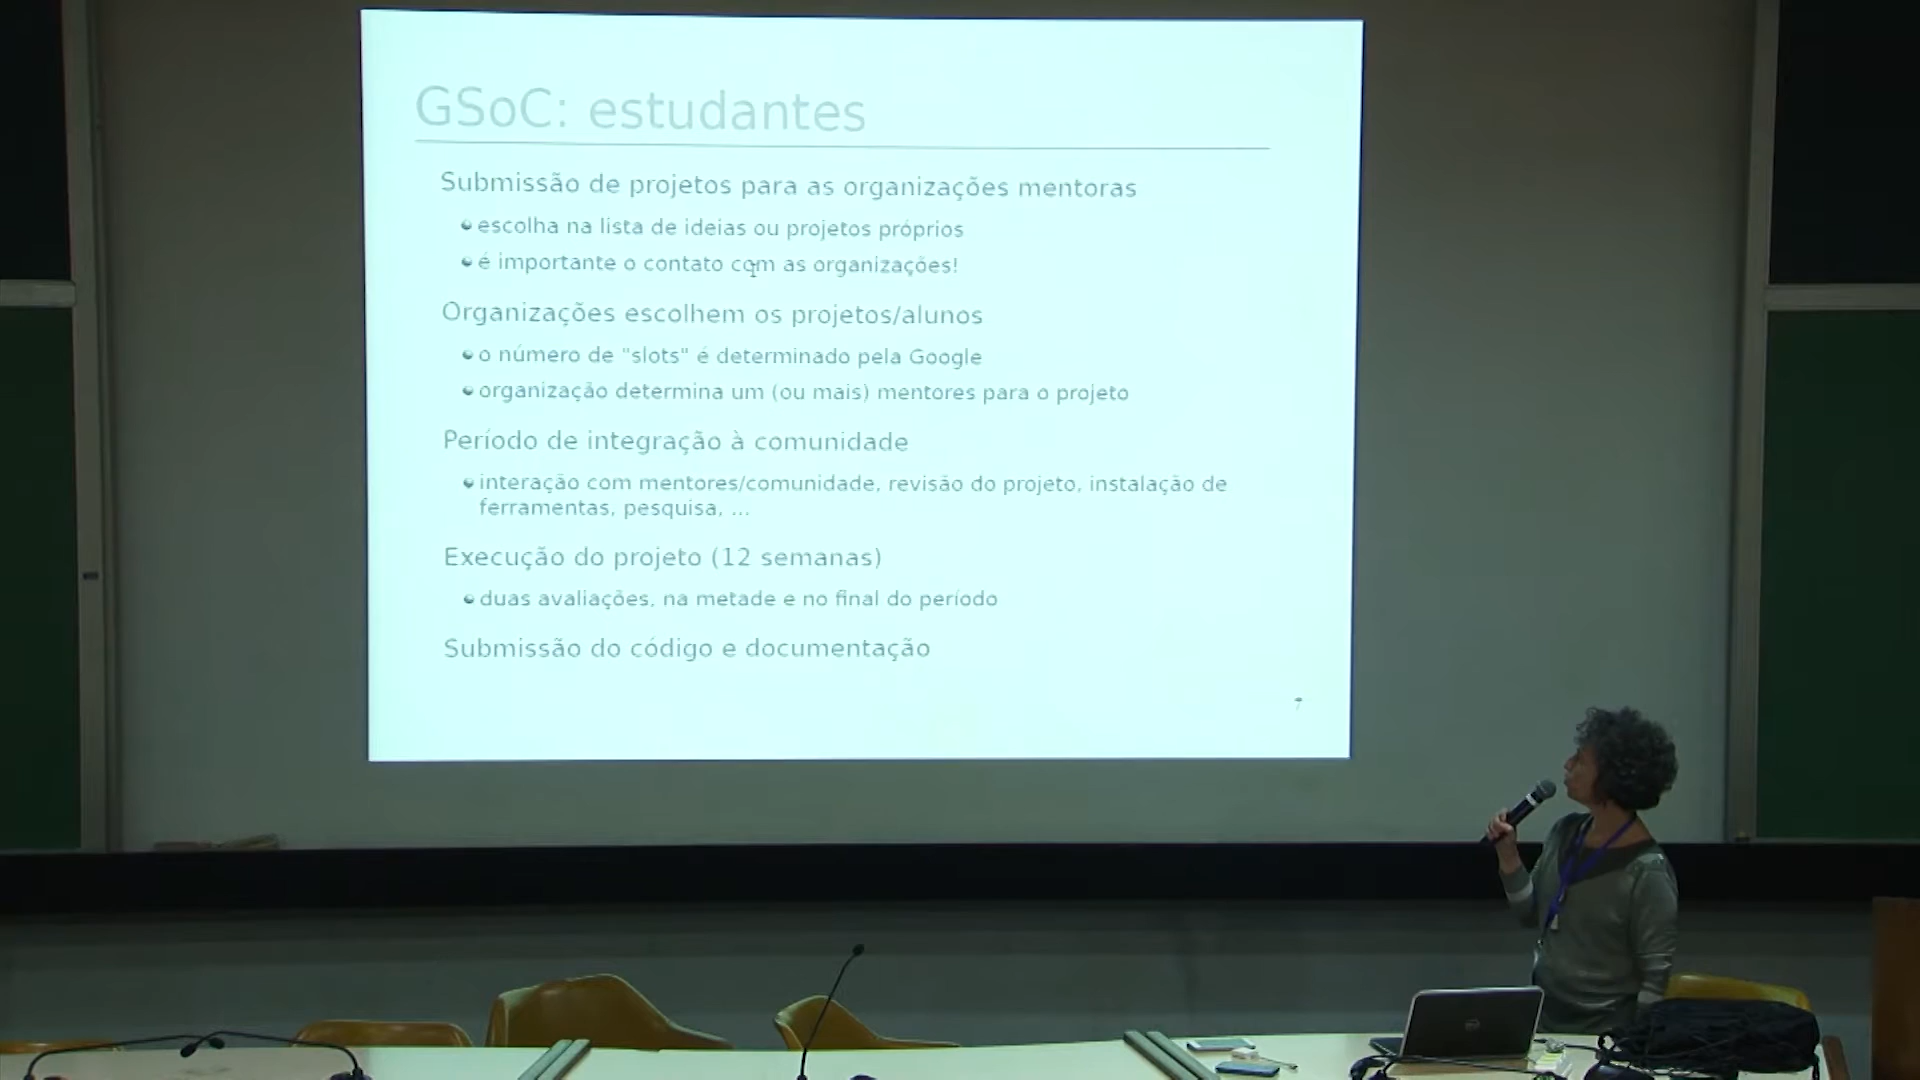 GSoC: estudantes
Submissão de projetos para as organizações mentoras
escolha na lista de ideias ou projetos próprios
é importante o contato com as organizações!
Organizações escolhem os projetos/alunos
o número de "slots" é determinado pela Google
organização determina um (ou mais) mentores para o projeto
Período de integração à comunidade
interação com mentores/comunidade, revisão do projeto, instalação de
ferramentas, pesquisa, ...
Execução do projeto (12 semanas)
duas avaliações, na metade e no final do período
Submissão do código e documentação
7